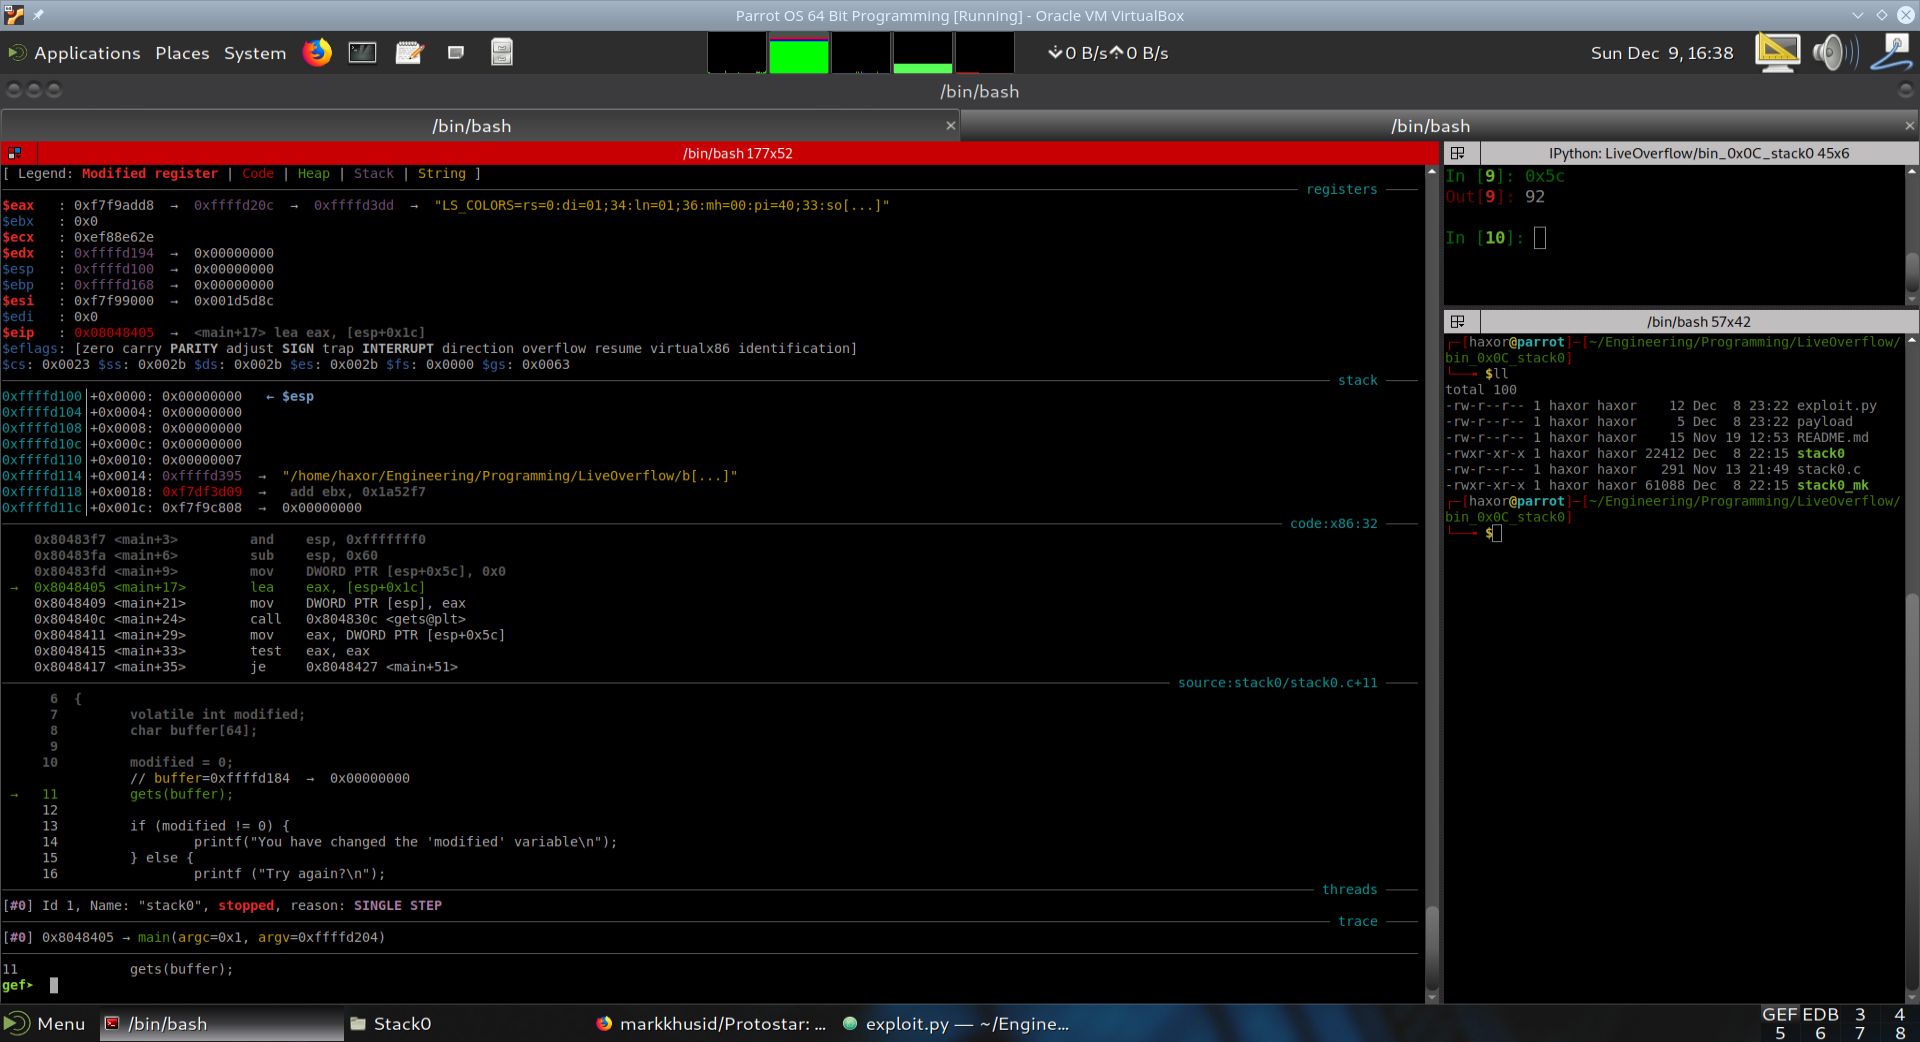 Parrot OS 64 Bit Programming [Running] - Oracle VM VirtualBox
Applications Places System
0 B/s 0 B/s
Sun Dec 9, 16:38
/bin/bash
/bin/bash
/bin/bash
/bin/bash 177x52
[ Legend: Modified register | Code | Heap | Stack | String ]
registers
$eax : 0xf7f9add8 → 0xffffd20c → 0xffffd3dd → "LS_COLORS=rs=0:di=01;34:ln=01;36:mh=00:pi=40;33:so[...]"
$ebx : 0x0
$ecx : 0xef88e62e
$edx : 0xffffd194 → 0x00000000
$esp : 0xffffd100 → 0x00000000
$ebp : 0xffffd168 → 0x00000000
$esi : 0xf7f99000 → 0x001d5d8c
$edi : 0x0
$eip : 0x08048405 → <main+17> lea eax, [esp+0x1c]
$eflags: [zero carry PARITY adjust SIGN trap INTERRUPT direction overflow resume virtualx86 identification]
$cs: 0x0023 $ss: 0x002b $ds: 0x002b $es: 0x002b $fs: 0x0000 $gs: 0x0063
stack
0xffffd100│+0x0000: 0x00000000 ← $esp
0xffffd104│+0x0004: 0x00000000
0xffffd108│+0x0008: 0x00000000
0xffffd10c│+0x000c: 0x00000000
0xffffd110│+0x0010: 0x00000007
0xffffd114│+0x0014: 0xffffd395 → "/home/haxor/Engineering/Programming/LiveOverflow/b[...]"
0xffffd118│+0x0018: 0xf7df3d09 → add ebx, 0x1a52f7
0xffffd11c│+0x001c: 0xf7f9c808 → 0x00000000
code:x86:32
0x80483f7 <main+3> and esp, 0xfffffff0
0x80483fa <main+6> sub esp, 0x60
0x80483fd <main+9> mov DWORD PTR [esp+0x5c], 0x0
→ 0x8048405 <main+17> lea eax, [esp+0x1c]
0x8048409 <main+21> mov DWORD PTR [esp], eax
0x804840c <main+24> call 0x804830c <gets@plt>
0x8048411 <main+29> mov eax, DWORD PTR [esp+0x5c]
0x8048415 <main+33> test eax, eax
0x8048417 <main+35> je 0x8048427 <main+51>
source:stack0/stack0.c+11
6 {
7 volatile int modified;
8 char buffer[64];
9
10 modified = 0;
// buffer=0xffffd184 → 0x00000000
→ 11 gets(buffer);
12
13 if (modified != 0) {
14 printf("You have changed the 'modified' variable\n");
15 } else {
16 printf ("Try again?\n");
threads
[#0] Id 1, Name: "stack0", stopped, reason: SINGLE STEP
trace
[#0] 0x8048405 → main(argc=0x1, argv=0xffffd204)
11 gets(buffer);
gef➤
IPython: LiveOverflow/bin_0x0C_stack0 45x6
In [9]: 0x5c
Out[9]: 92
In [10]:
/bin/bash 57x42
┌─[haxor@parrot]─[~/Engineering/Programming/LiveOverflow/
bin_0x0C_stack0]
└──╼ $ll
total 100
-rw-r--r-- 1 haxor haxor 12 Dec 8 23:22 exploit.py
-rw-r--r-- 1 haxor haxor 5 Dec 8 23:22 payload
-rw-r--r-- 1 haxor haxor 15 Nov 19 12:53 README.md
-rwxr-xr-x 1 haxor haxor 22412 Dec 8 22:15 stack0
-rw-r--r-- 1 haxor haxor 291 Nov 13 21:49 stack0.c
-rwxr-xr-x 1 haxor haxor 61088 Dec 8 22:15 stack0_mk
┌─[haxor@parrot]─[~/Engineering/Programming/LiveOverflow/
bin_0x0C_stack0]
└──╼ $
Menu /bin/bash Stack0 markkhusid/Protostar: ... exploit.py — ~/Engine...
GEF EDB 3 4
5 6 7 8